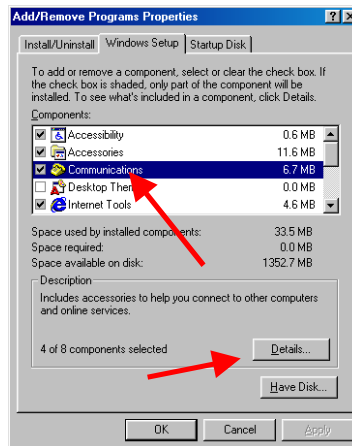 Add/Remove Programs Properties
Install/Uninstall Windows Setup Startup Disk
To add or remove a component, select or clear the check box. If
the check box is shaded, only part of the component will be
installed. To see what's included in a component, click Details.
Components:
Accessibility 0.6 MB
Accessories 11.6 MB
Communications 6.7 MB
Desktop 0.0 MB
Internet Tools 4.6 MB
Space used by installed components: 33.5 MB
Space required: 0.0 MB
Space available on disk: 1352.7 MB
Description
Includes accessories to help you connect to other computers
and online services.
4 of 8 components selected Details...
Have Disk...
OK Cancel Apply